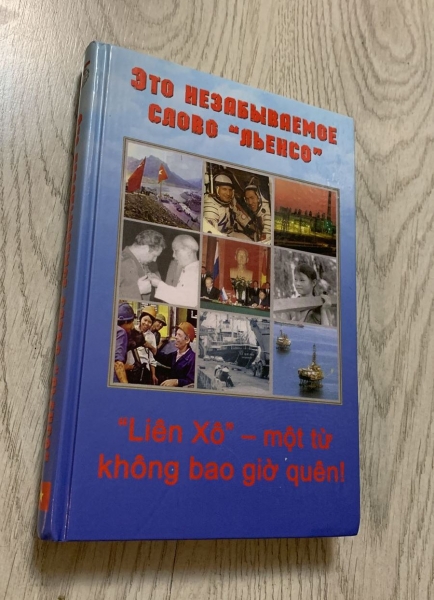 ЭТО НЕЗАБЫВАЕМОЕ
СЛОВО "ЛЬЕНСО"
"Liên Xô" – một từ
không bao giờ quên!